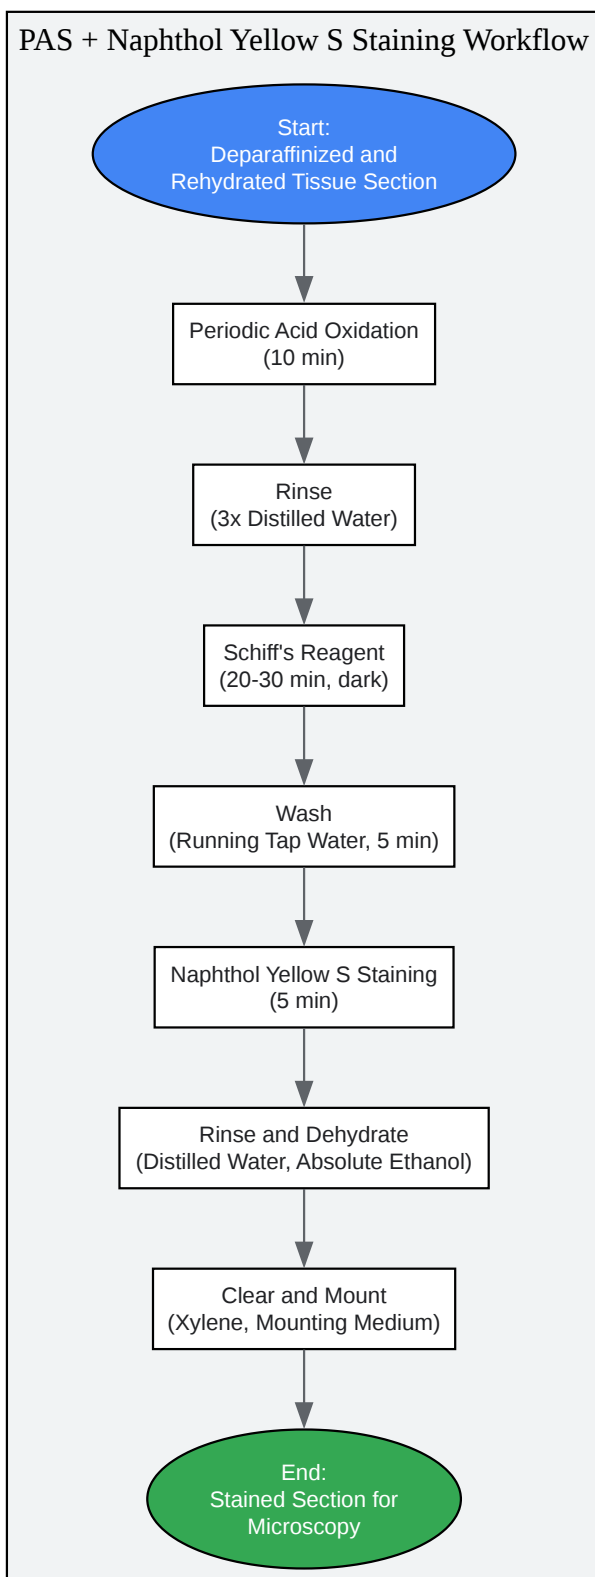 PAS + Naphthol Yellow S Staining Workflow
Start:
Deparaffinized and
Rehydrated Tissue Section
Periodic Acid Oxidation
(10 min)
Rinse
(3x Distilled Water)
Schiff's Reagent
(20-30 min, dark)
Wash
(Running Tap Water, 5 min)
Naphthol Yellow S Staining
(5 min)
Rinse and Dehydrate
(Distilled Water, Absolute Ethanol)
Clear and Mount
(Xylene, Mounting Medium)
End:
Stained Section for
Microscopy